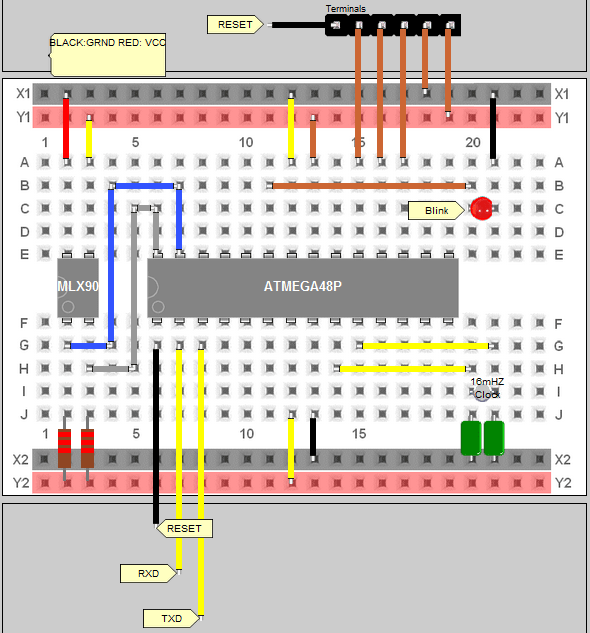 Terminals
RESET
BLACK:GRND RED: VCC
X1 X1
Y1 Y1
1 5 10 15 20
A A
B B
C Blink C
D D
E E
MLX90 ATMEGA48P
F F
G G
H H
16mHZ
I Clock I
J J
1 5 10 15
X2 X2
Y2 Y2
RESET
RXD
TXD